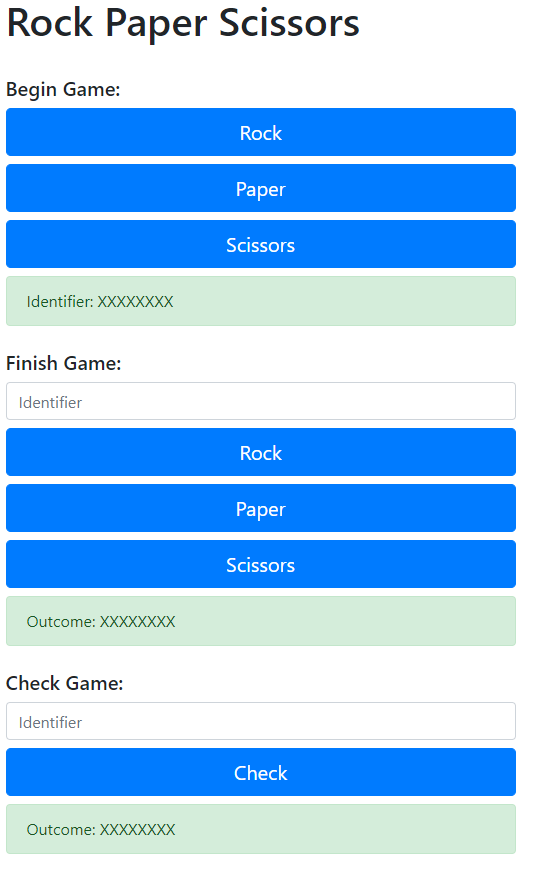 Rock Paper Scissors
Begin Game:
Rock
Paper
Scissors
Identifier: XXXXXXXX
Finish Game:
Identifier
Rock
Paper
Scissors
Outcome: XXXXXXXX
Check Game:
Identifier
Check
Outcome: XXXXXXXX